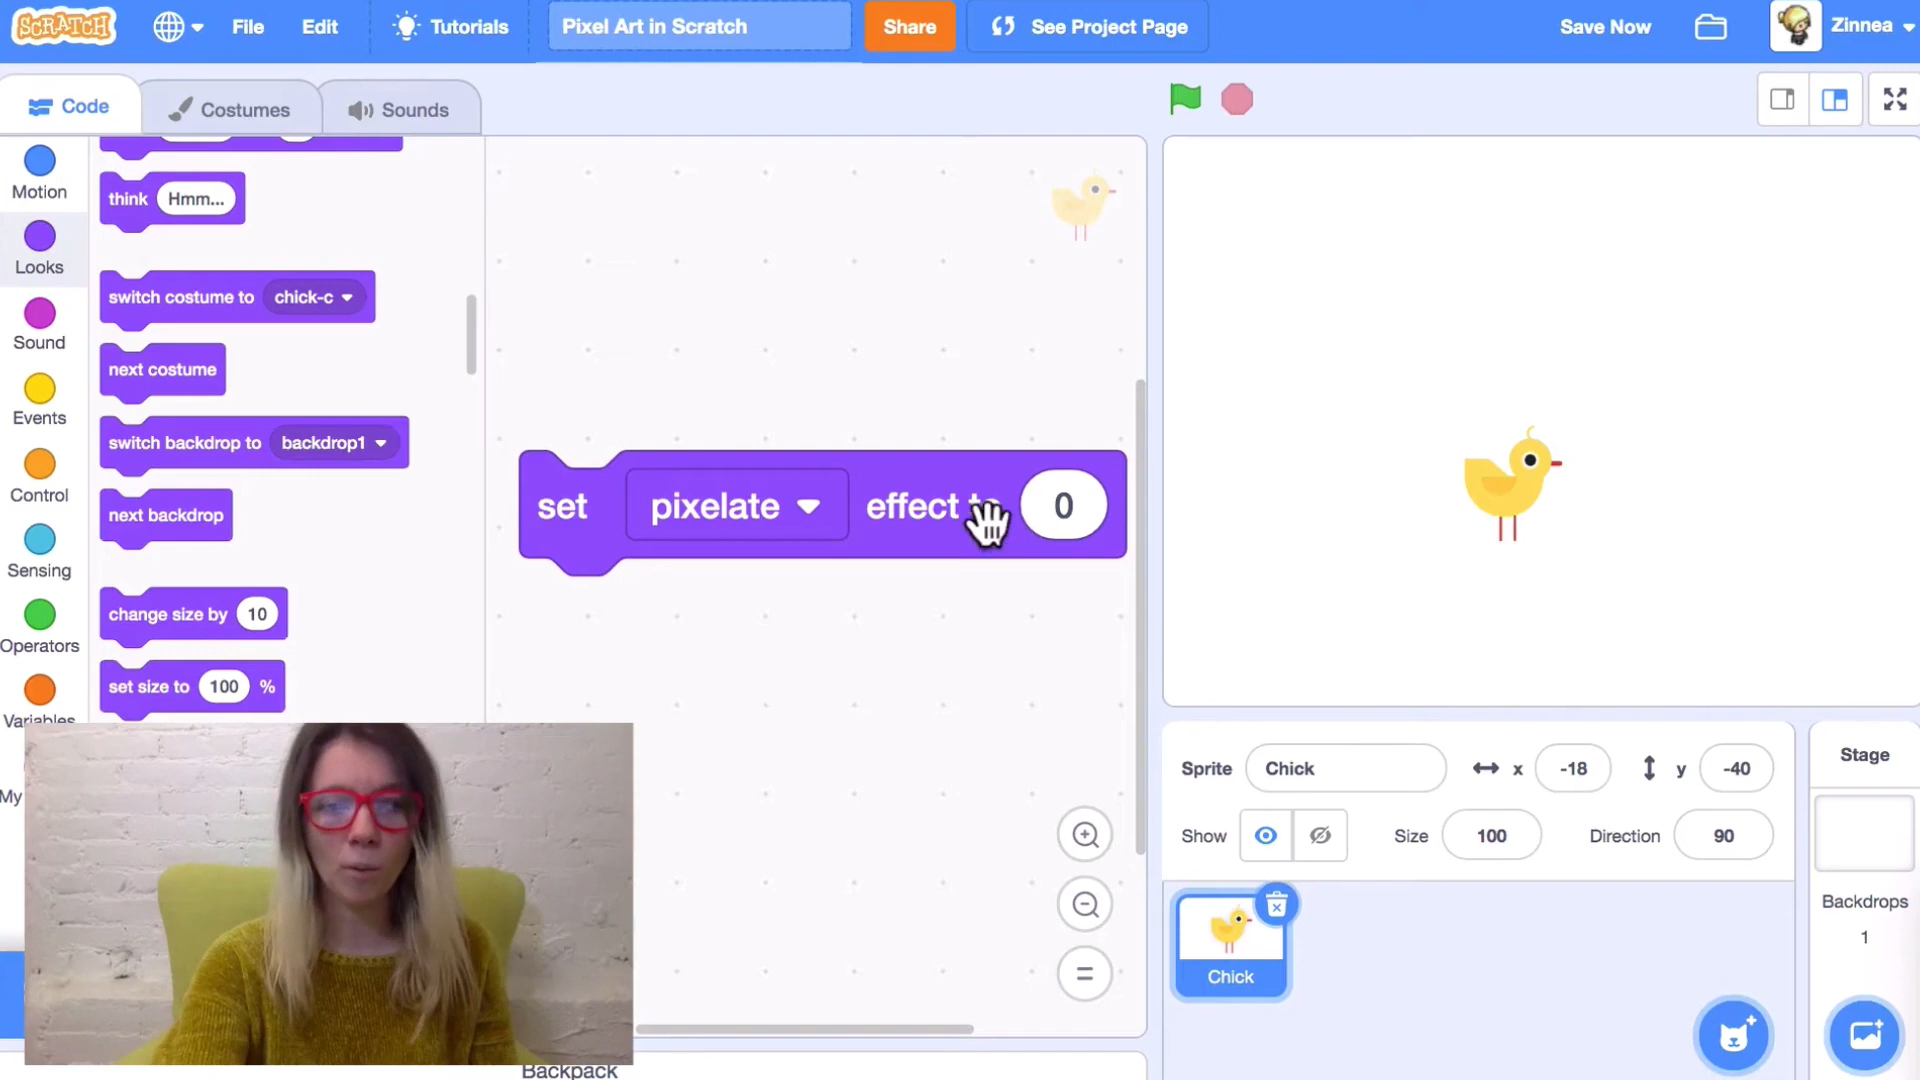 SCRATCH
File
Edit
Tutorials
Pixel Art in Scratch
Share
See Project Page
Save Now
Zinnea
Code
Costumes
Sounds
Motion
Looks
Sound
Events
Control
Sensing
Operators
Variables
My
think Hmm...
switch costume to chick-c
next costume
switch backdrop to backdrop1
next backdrop
change size by 10
set size to 100 %
set pixelate effect to 0
Sprite Chick x -18 y -40
Show Size 100 Direction 90
Chick
Stage
Backdrops
1
Backpack